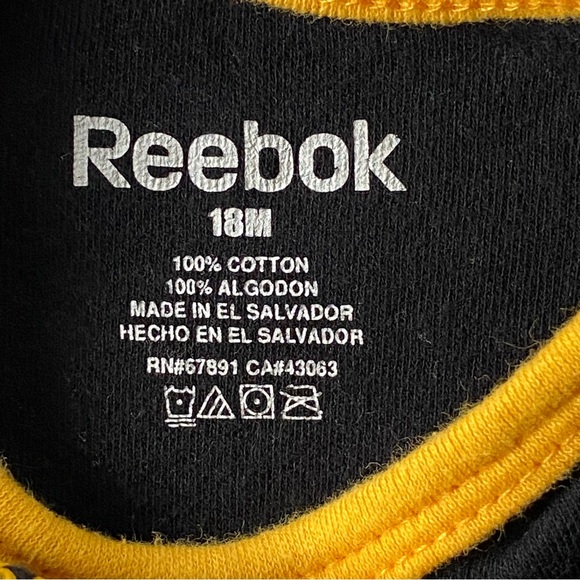 Reebok
18M
100% COTTON
100% ALGODON
MADE IN EL SALVADOR
HECHO EN EL SALVADOR
RN#67891 CA#43063